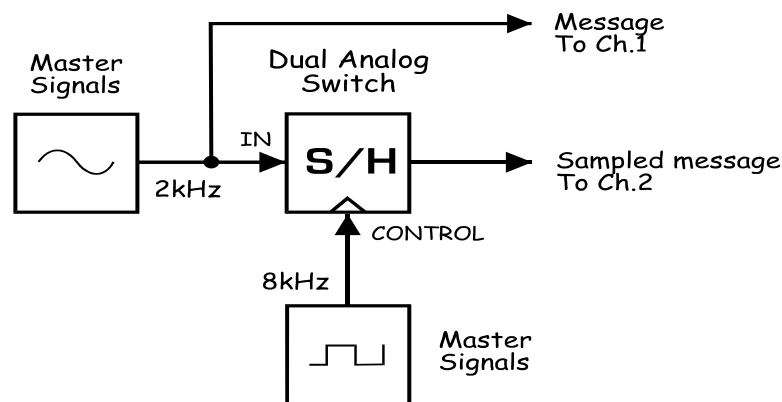 Message
To Ch.1
Dual Analog
Switch
Master
Signals
IN
S/H
2kHz
Sampled message
To Ch.2
CONTROL
8kHz
Master
Signals